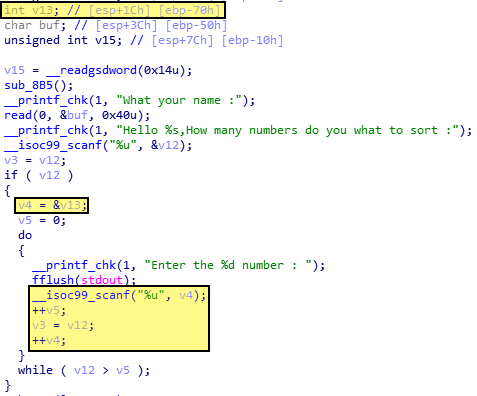 int v13; // [esp+1Ch] [ebp-70h]
char buf; // [esp+3Ch] [ebp-50h]
unsigned int v15; // [esp+7Ch] [ebp-10h]
v15 = __readgsdword(0x14u);
sub_8B5();
__printf_chk(1, "What your name :");
read(0, &buf, 0x40u);
__printf_chk(1, "Hello %s,How many numbers do you what to sort :");
__isoc99_scanf("%u", &v12);
v3 = v12;
if ( v12 )
{
v4 = &v13;
v5 = 0;
do
{
__printf_chk(1, "Enter the %d number : ");
fflush(stdout);
__isoc99_scanf("%u", v4);
++v5;
v3 = v12;
++v4;
}
while ( v12 > v5 );
}